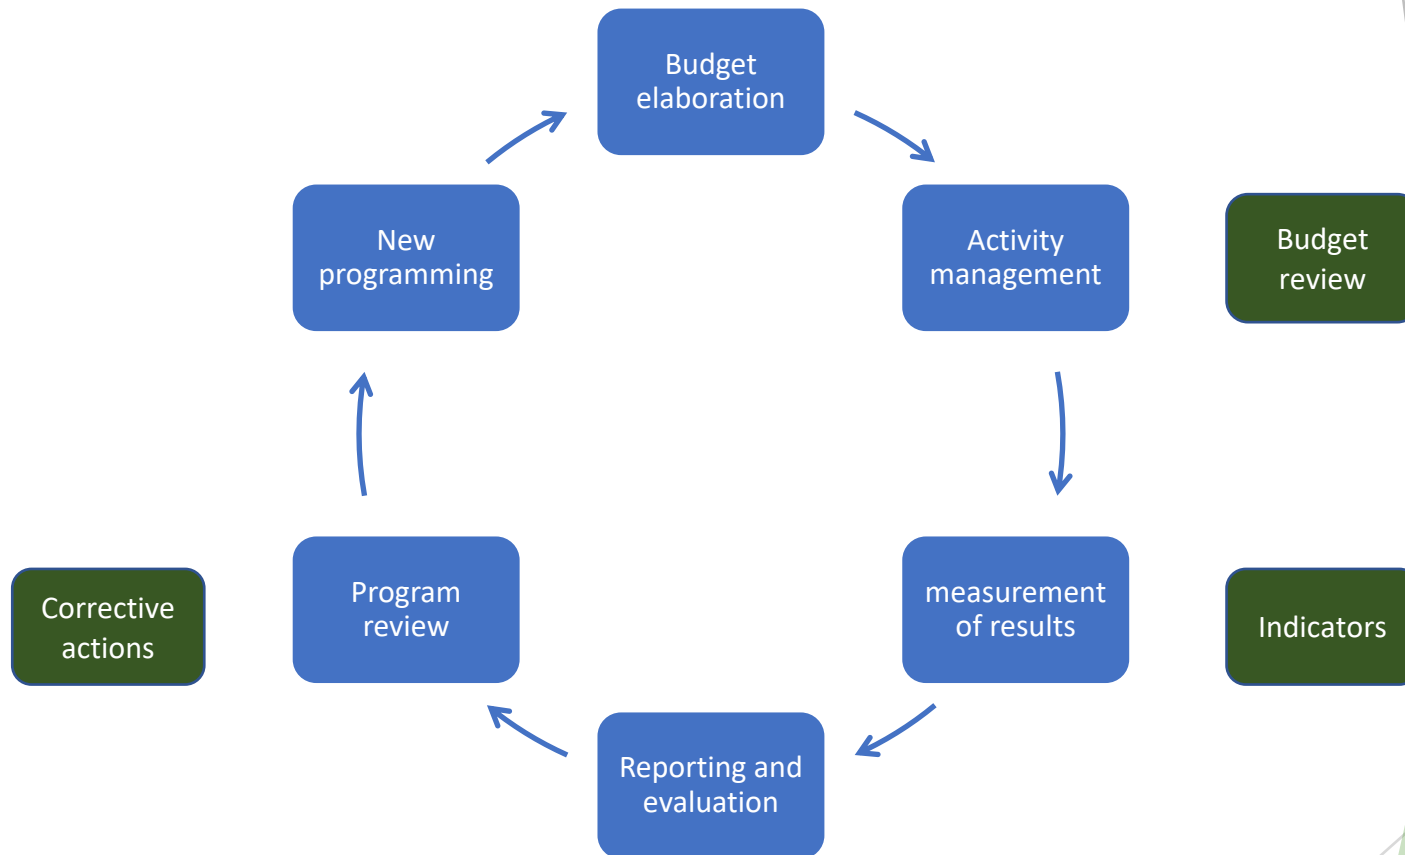 Budget
elaboration
New
programming
Activity
management
Budget
review
Corrective
actions
Program
review
measurement
of results
Indicators
Reporting and
evaluation